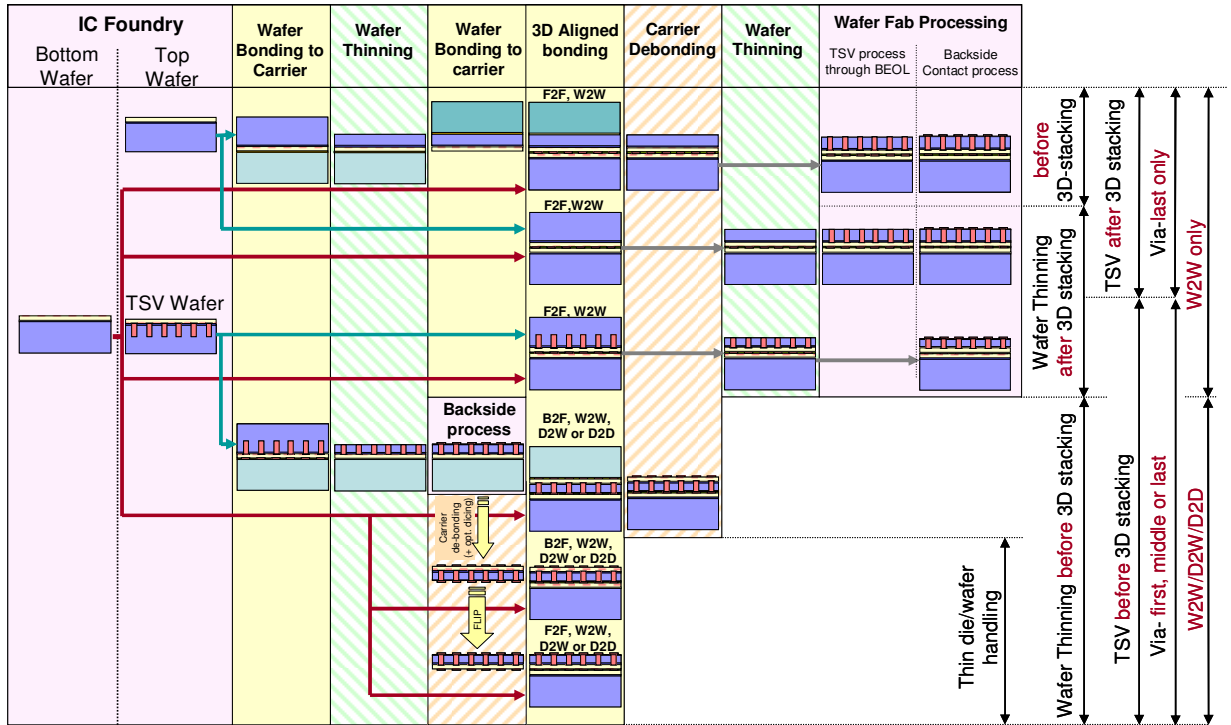 IC Foundry
Bottom
Wafer
Top
Wafer
Wafer
Bonding to
Carrier
Wafer
Thinning
Wafer
Bonding to
carrier
3D Aligned
bonding
Carrier
Debonding
Wafer
Thinning
Wafer Fab Processing
TSV process
through BEOL
Backside
Contact process
F2F, W2W
F2F,W2W
TSV Wafer
F2F, W2W
Backside
process
B2F, W2W,
D2W or D2D
Carrier
de-bonding
(+ opt. dicing)
B2F, W2W,
D2W or D2D
FLIP
F2F, W2W,
D2W or D2D
before
3D-stacking
Wafer Thinning
after 3D stacking
TSV after 3D stacking
Via-last only
W2W only
Thin die/wafer
handling
Wafer Thinning before 3D stacking
TSV before 3D stacking
Via- first, middle or last
W2W/D2W/D2D